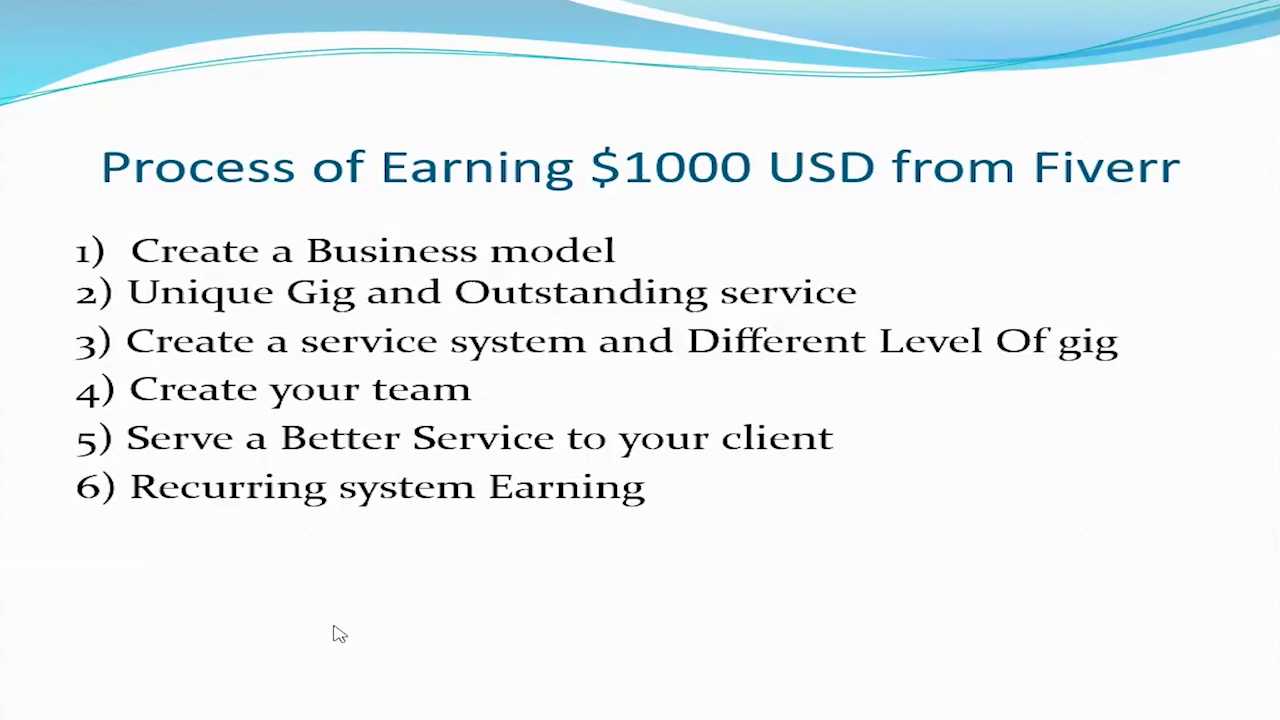 Process of Earning $1000 USD from Fiverr
1) Create a Business model
2) Unique Gig and Outstanding service
3) Create a service system and Different Level Of gig
4) Create your team
5) Serve a Better Service to your client
6) Recurring system Earning